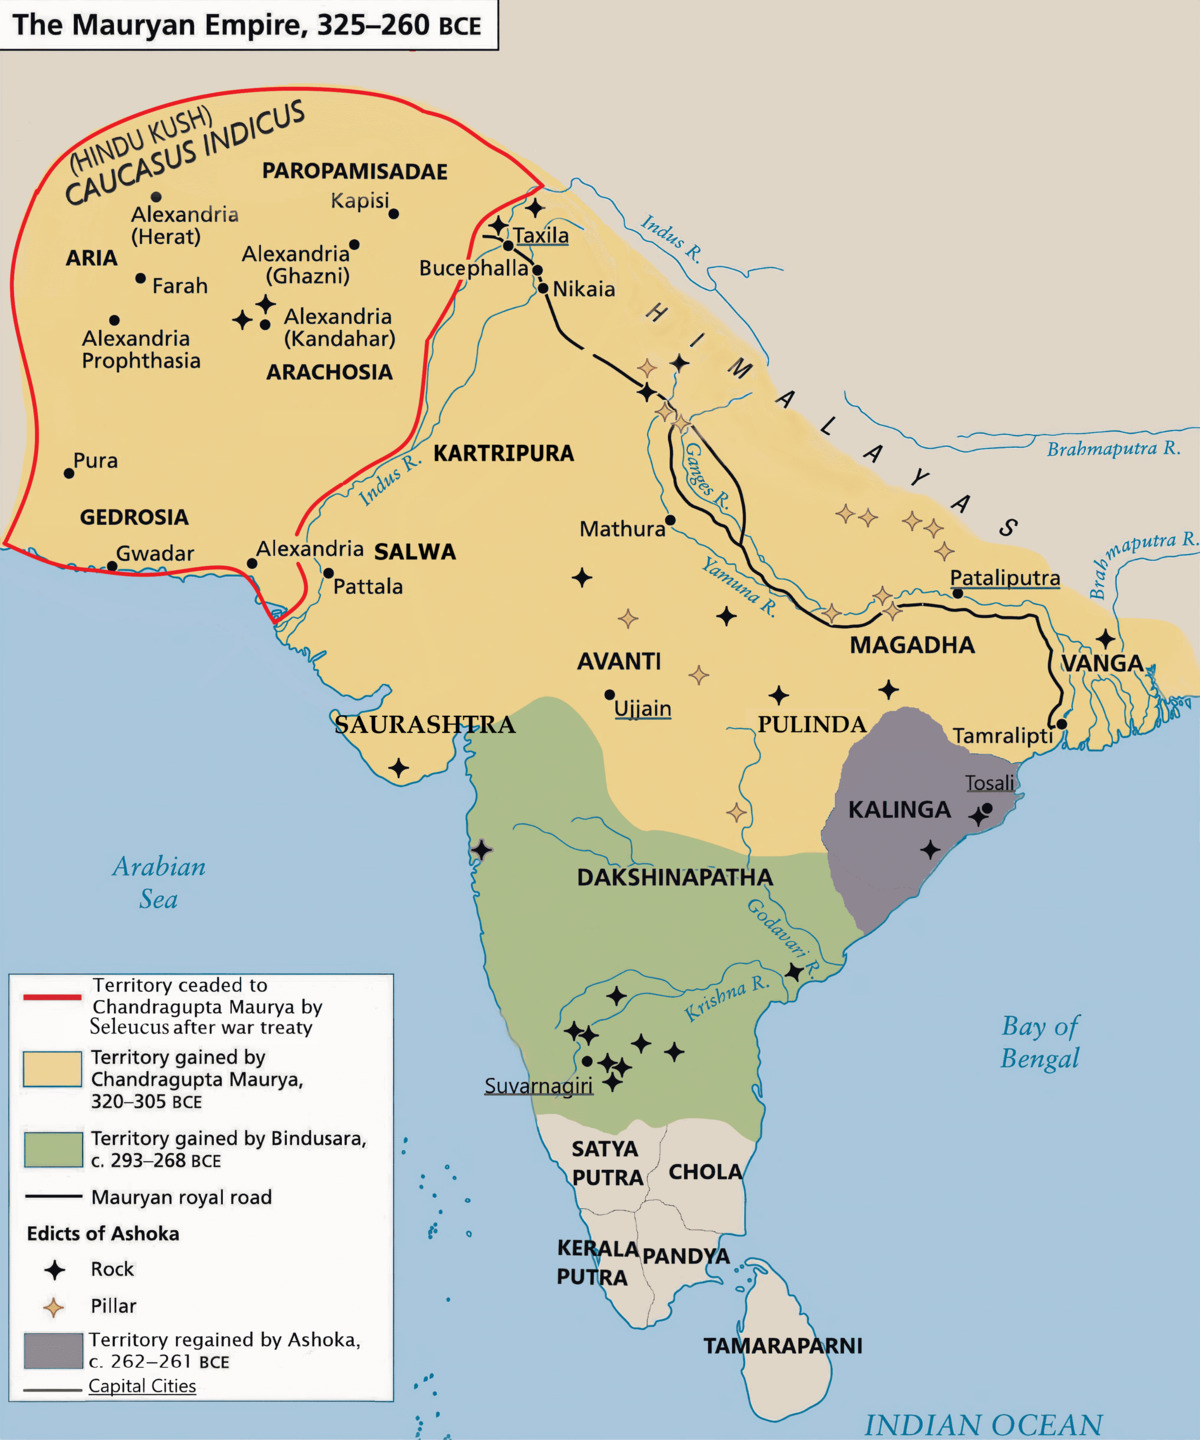 The Mauryan Empire, 325–260 BCE
(HINDU KUSH)
CAUCASUS INDICUS
PAROPAMISADAE
Kapisi
Alexandria
(Herat)
ARIA
Alexandria
(Ghazni)
Farah
Alexandria
(Kandahar)
Alexandria
Prophthasia
ARACHOSIA
Taxila
Bucephalla
Nikaia
Indus R.
HIMALAYAS
Pura
GEDROSIA
Gwadar
Alexandria
Indus R.
KARTRIPURA
SALWA
Pattala
Ganges R.
Mathura
Yamuna R.
Brahmaputra R.
Brahmaputra R.
Pataliputra
MAGADHA
VANGA
AVANTI
Ujjain
PULINDA
Tamralipti
SAURASHTRA
Tosali
KALINGA
DAKSHINAPATHA
Godavari R.
Krishna R.
Suvarnagiri
Arabian
Sea
Bay of
Bengal
SATYA
PUTRA
CHOLA
KERALA
PUTRA
PANDYA
TAMARAPARNI
INDIAN OCEAN
Territory ceaded to
Chandragupta Maurya by
Seleucus after war treaty
Territory gained by
Chandragupta Maurya,
320–305 BCE
Territory gained by Bindusara,
c. 293–268 BCE
Mauryan royal road
Edicts of Ashoka
Rock
Pillar
Territory regained by Ashoka,
c. 262–261 BCE
Capital Cities